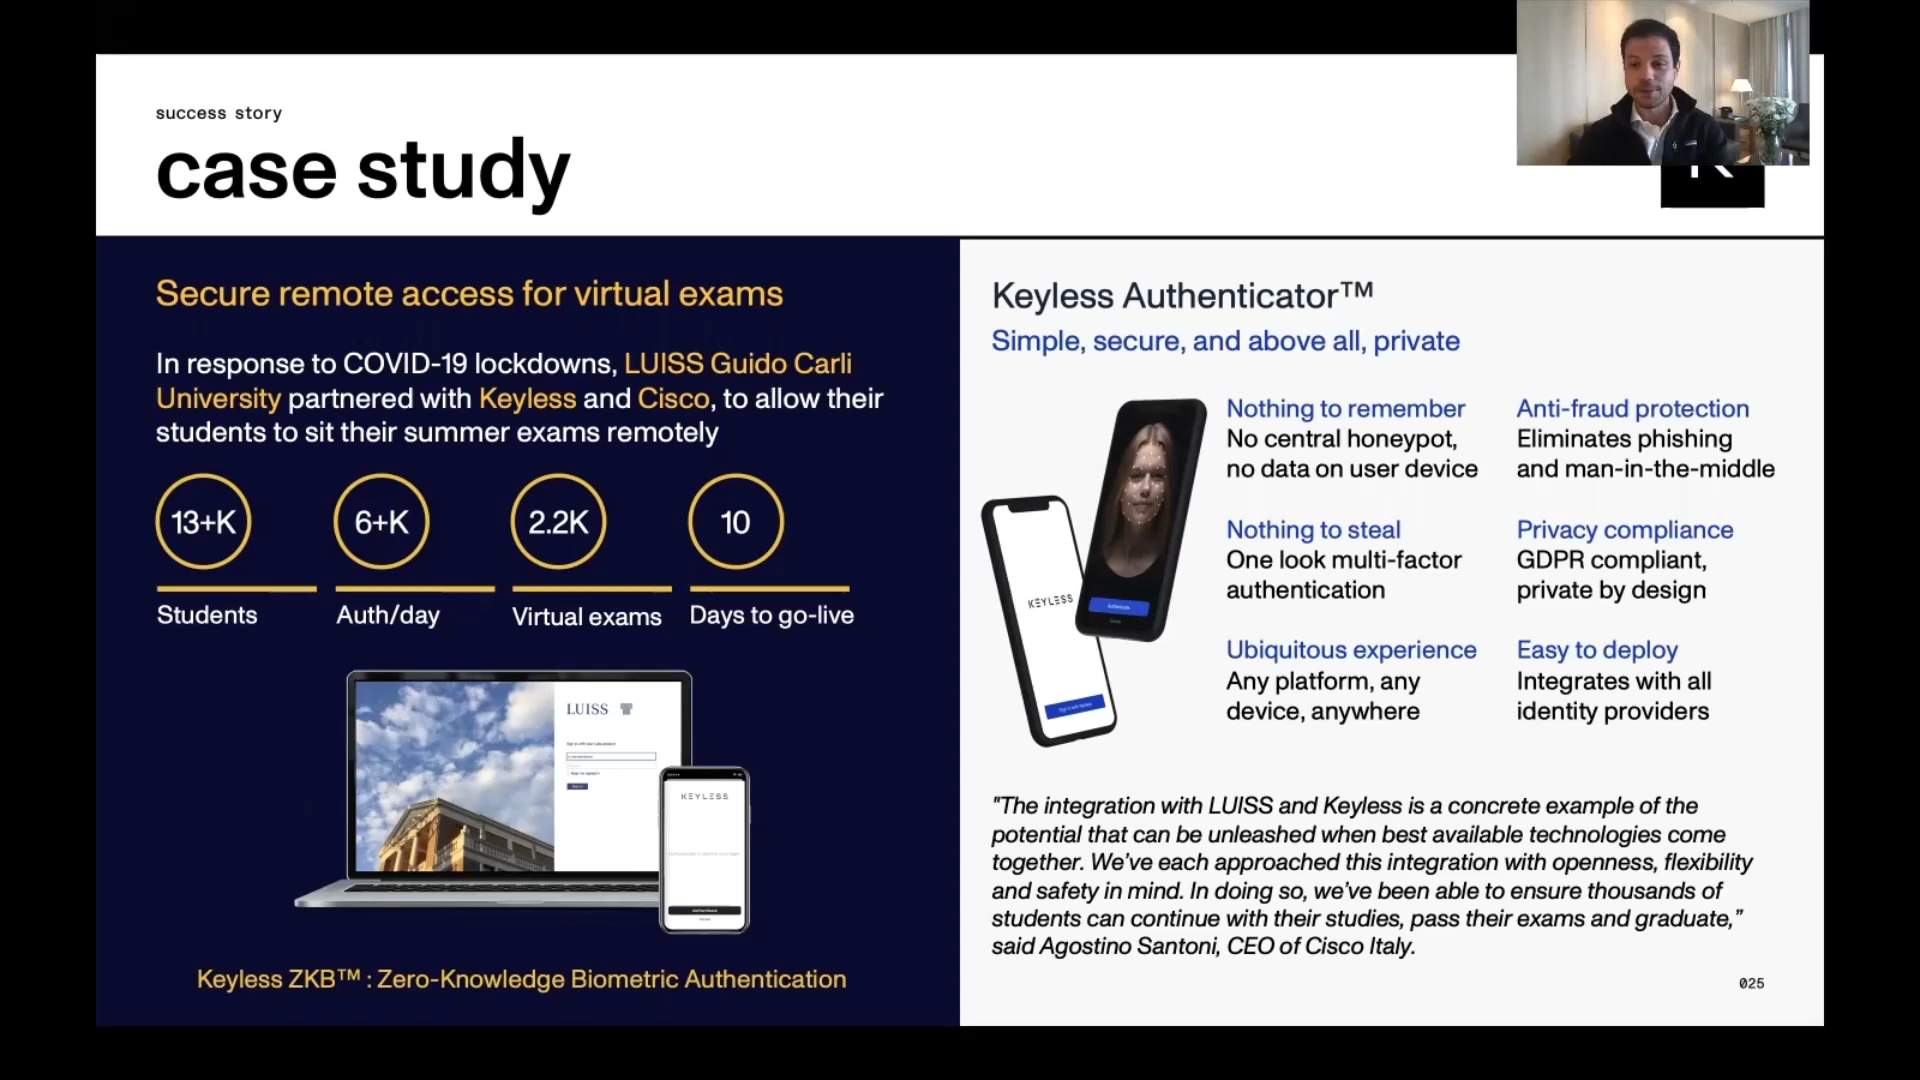 success story
case study
Secure remote access for virtual exams
In response to COVID-19 lockdowns, LUISS Guido Carli
University partnered with Keyless and Cisco, to allow their
students to sit their summer exams remotely
13+K
6+K
2.2K
10
Students
Auth/day
Virtual exams
Days to go-live
LUISS
KEYLESS
Authenticate
Keyless ZKB™ : Zero-Knowledge Biometric Authentication
Keyless Authenticator™
Simple, secure, and above all, private
KEYLESS
Authenticate
Nothing to remember
No central honeypot,
no data on user device
Anti-fraud protection
Eliminates phishing
and man-in-the-middle
Nothing to steal
One look multi-factor
authentication
Privacy compliance
GDPR compliant,
private by design
Ubiquitous experience
Any platform, any
device, anywhere
Easy to deploy
Integrates with all
identity providers
"The integration with LUISS and Keyless is a concrete example of the
potential that can be unleashed when best available technologies come
together. We've each approached this integration with openness, flexibility
and safety in mind. In doing so, we've been able to ensure thousands of
students can continue with their studies, pass their exams and graduate,"
said Agostino Santoni, CEO of Cisco Italy.
025